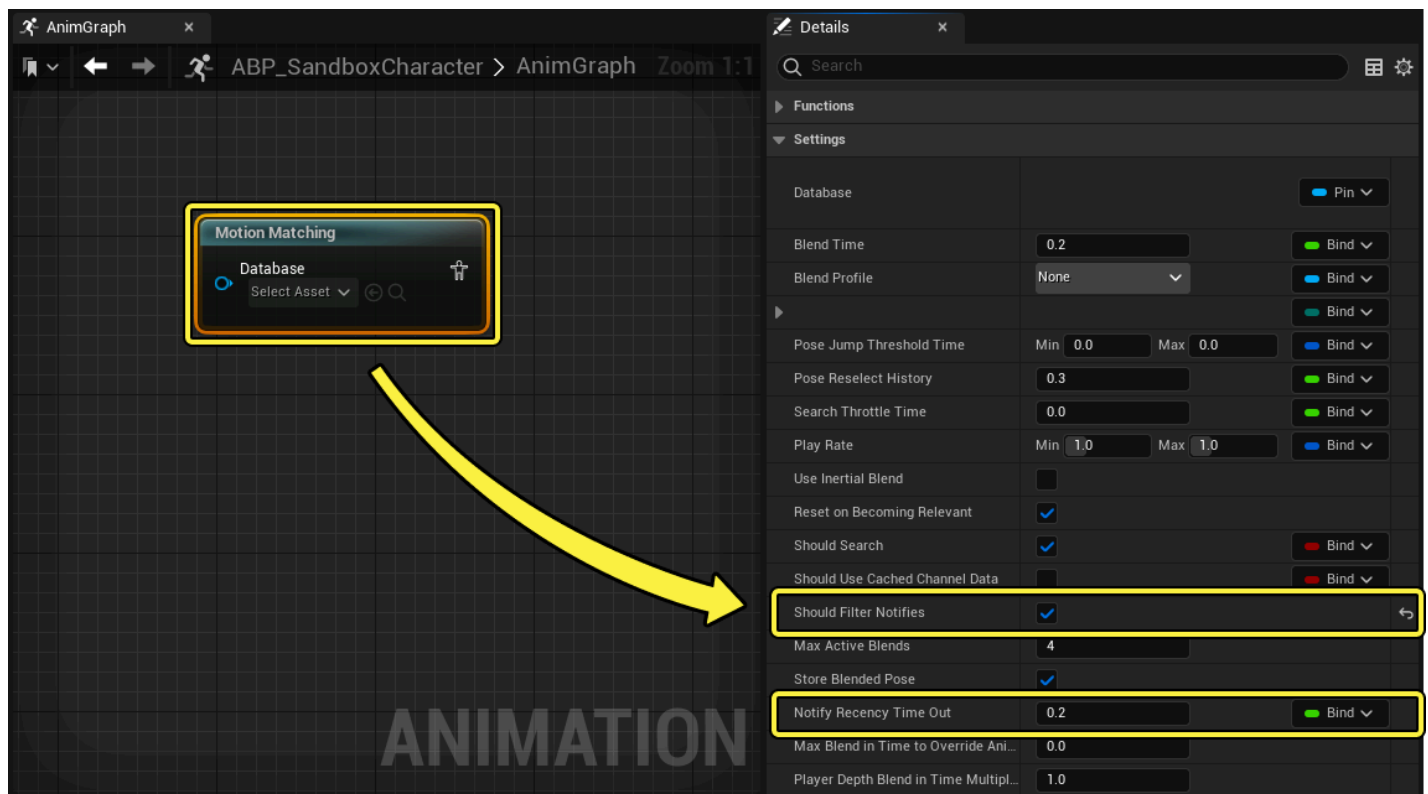 AnimGraph
ABP_SandboxCharacter > AnimGraph Zoom 1:1
Motion Matching
Database
Select Asset
ANIMATION
Details
Search
Functions
Settings
Database Pin
Blend Time 0.2 Bind
Blend Profile None Bind
Bind
Pose Jump Threshold Time Min 0.0 Max 0.0 Bind
Pose Reselect History 0.3 Bind
Search Throttle Time 0.0 Bind
Play Rate Min 1.0 Max 1.0 Bind
Use Inertial Blend
Reset on Becoming Relevant
Should Search Bind
Should Use Cached Channel Data Bind
Should Filter Notifies
Max Active Blends 4
Store Blended Pose
Notify Recency Time Out 0.2 Bind
Max Blend in Time to Override Ani... 0.0
Player Depth Blend in Time Multipl... 1.0